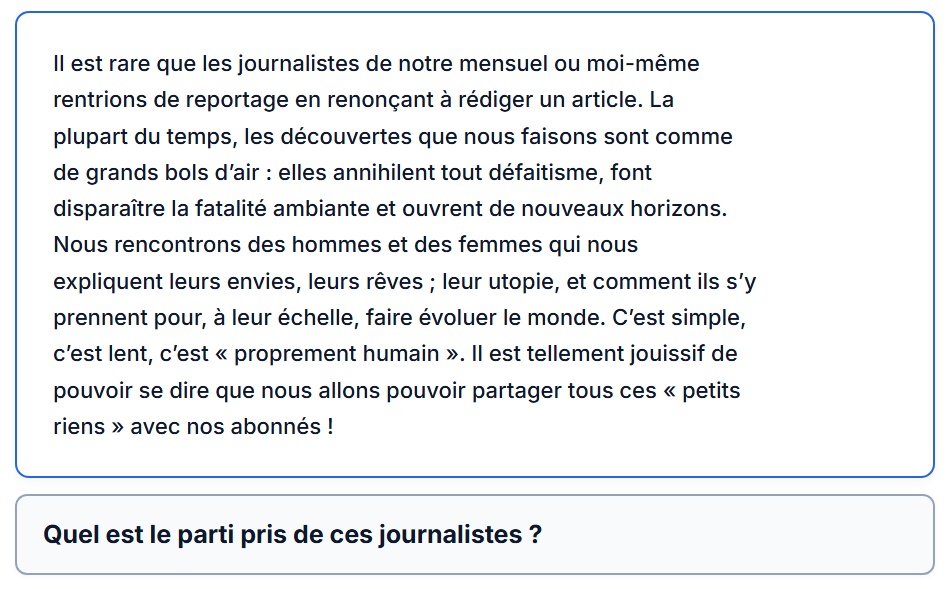 Il est rare que les journalistes de notre mensuel ou moi-même
rentrions de reportage en renonçant à rédiger un article. La
plupart du temps, les découvertes que nous faisons sont comme
de grands bols d’air : elles annihilent tout défaitisme, font
disparaître la fatalité ambiante et ouvrent de nouveaux horizons.
Nous rencontrons des hommes et des femmes qui nous
expliquent leurs envies, leurs rêves ; leur utopie, et comment ils s’y
prennent pour, à leur échelle, faire évoluer le monde. C’est simple,
c’est lent, c’est « proprement humain ». Il est tellement jouissif de
pouvoir se dire que nous allons pouvoir partager tous ces « petits
riens » avec nos abonnés !
Quel est le parti pris de ces journalistes ?